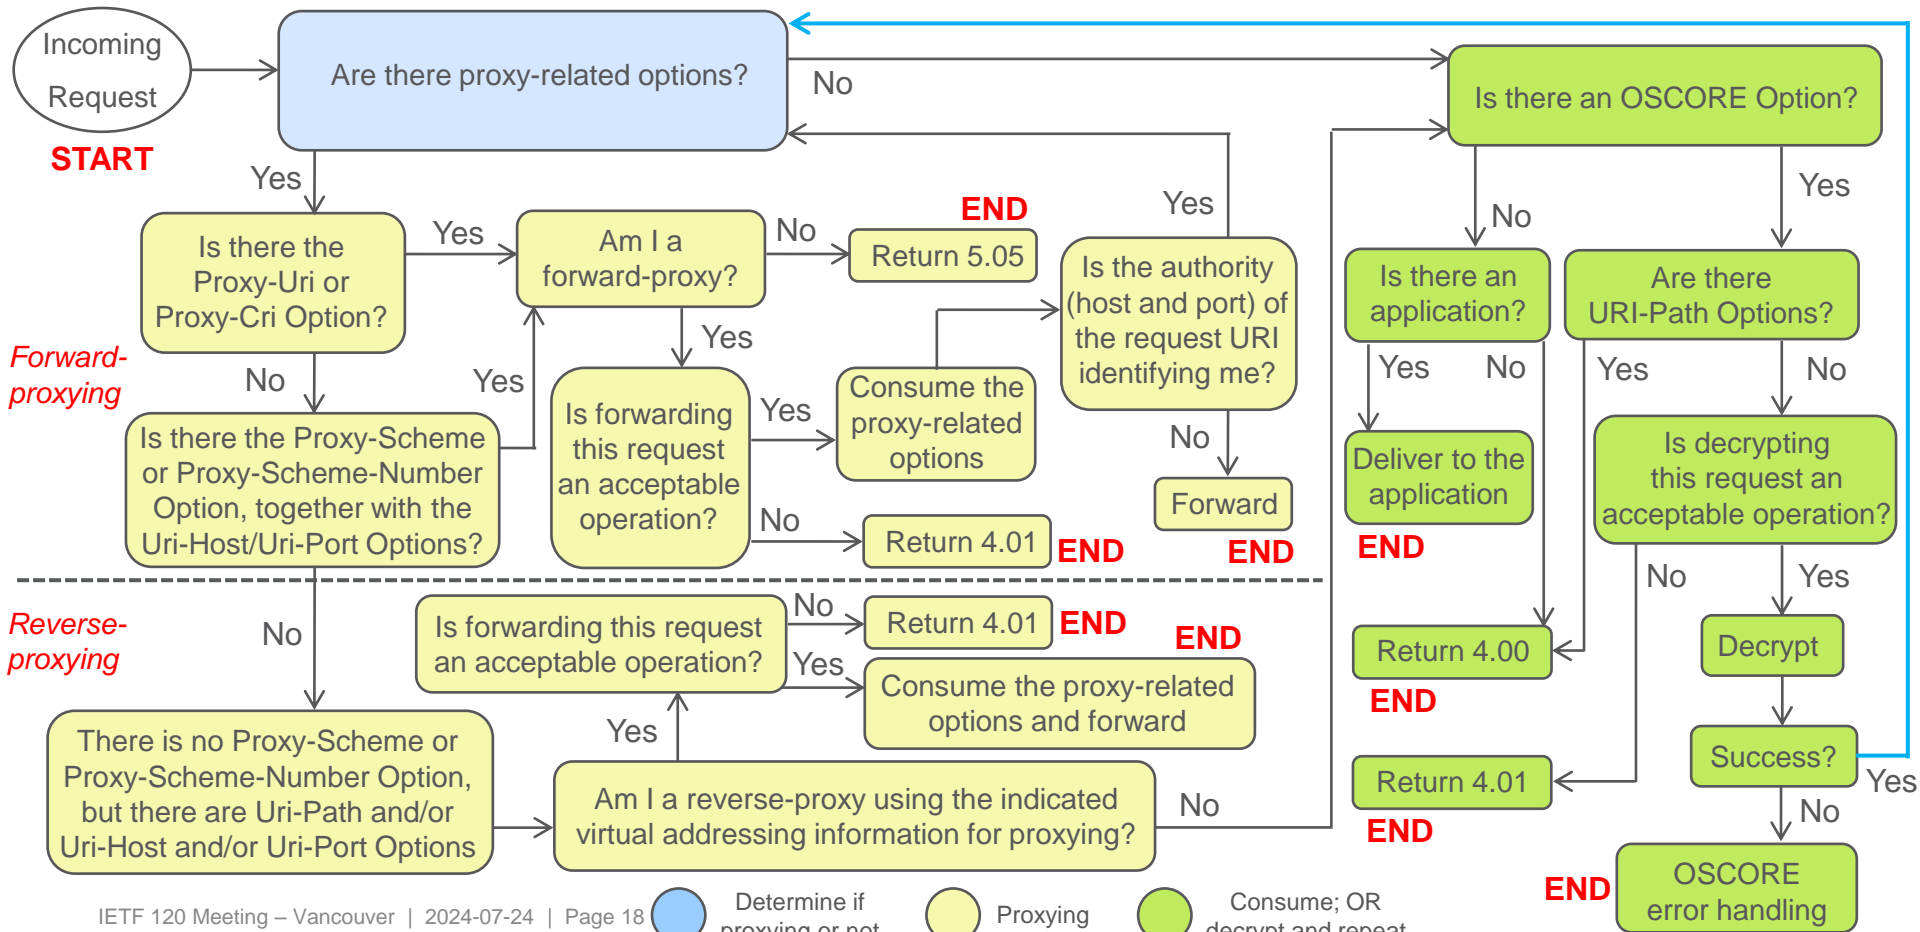 Incoming
Request
START
Are there proxy-related options?
No
Is there an OSCORE Option?
Yes
Is there the
Proxy-Uri or
Proxy-Cri Option?
Yes
Am I a
forward-proxy?
No
END
Return 5.05
Yes
Is the authority
(host and port) of
the request URI
identifying me?
No
Is there an
application?
Yes
Are there
URI-Path Options?
Forward-
proxying
No
Yes
Yes
Is there the Proxy-Scheme
or Proxy-Scheme-Number
Option, together with the
Uri-Host/Uri-Port Options?
Is forwarding
this request
an acceptable
operation?
Yes
Consume the
proxy-related
options
No
Return 4.01
END
No
Forward
END
Yes
No
Yes
No
Deliver to the
application
END
Is decrypting
this request an
acceptable operation?
No
Yes
Reverse-
proxying
No
Is forwarding this request
an acceptable operation?
No
Return 4.01
END
END
Yes
Consume the proxy-related
options and forward
Return 4.00
END
Decrypt
There is no Proxy-Scheme or
Proxy-Scheme-Number Option,
but there are Uri-Path and/or
Uri-Host and/or Uri-Port Options
Yes
Am I a reverse-proxy using the indicated
virtual addressing information for proxying?
No
Return 4.01
END
Success?
Yes
No
END
OSCORE
error handling
IETF 120 Meeting – Vancouver | 2024-07-24 | Page 18
Determine if
proxying or not
Proxying
Consume; OR
decrypt and repeat